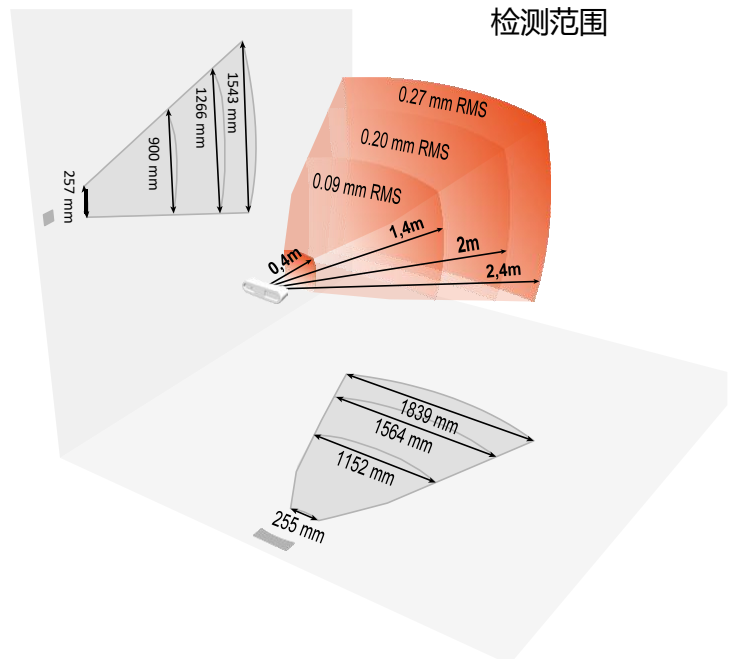 检测范围
1543 mm
1266 mm
900 mm
257 mm
0.27 mm RMS
0.20 mm RMS
0.09 mm RMS
0,4m
1,4m
2m
2,4m
1839 mm
1564 mm
1152 mm
255 mm